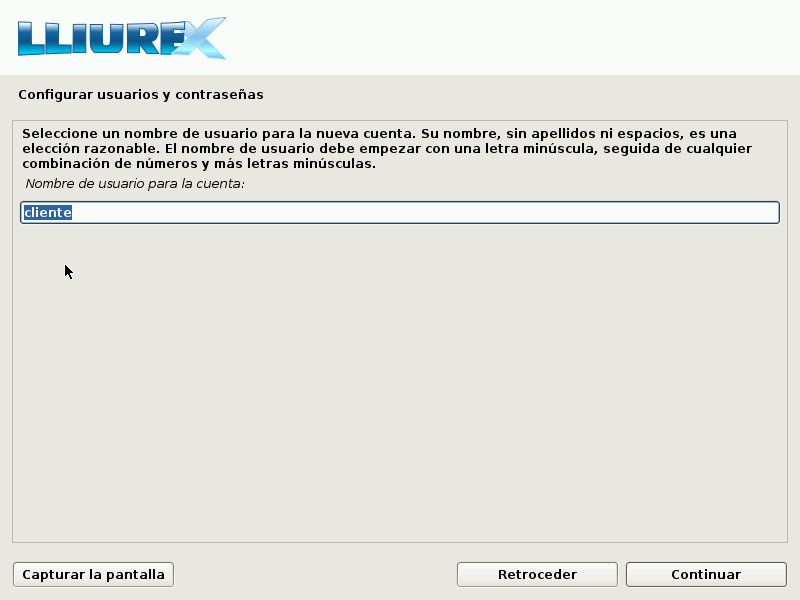 LLIUREX
Configurar usuarios y contraseñas
Seleccione un nombre de usuario para la nueva cuenta. Su nombre, sin apellidos ni espacios, es una
elección razonable. El nombre de usuario debe empezar con una letra minúscula, seguida de cualquier
combinación de números y más letras minúsculas.
Nombre de usuario para la cuenta:
cliente
Capturar la pantalla
Retroceder
Continuar